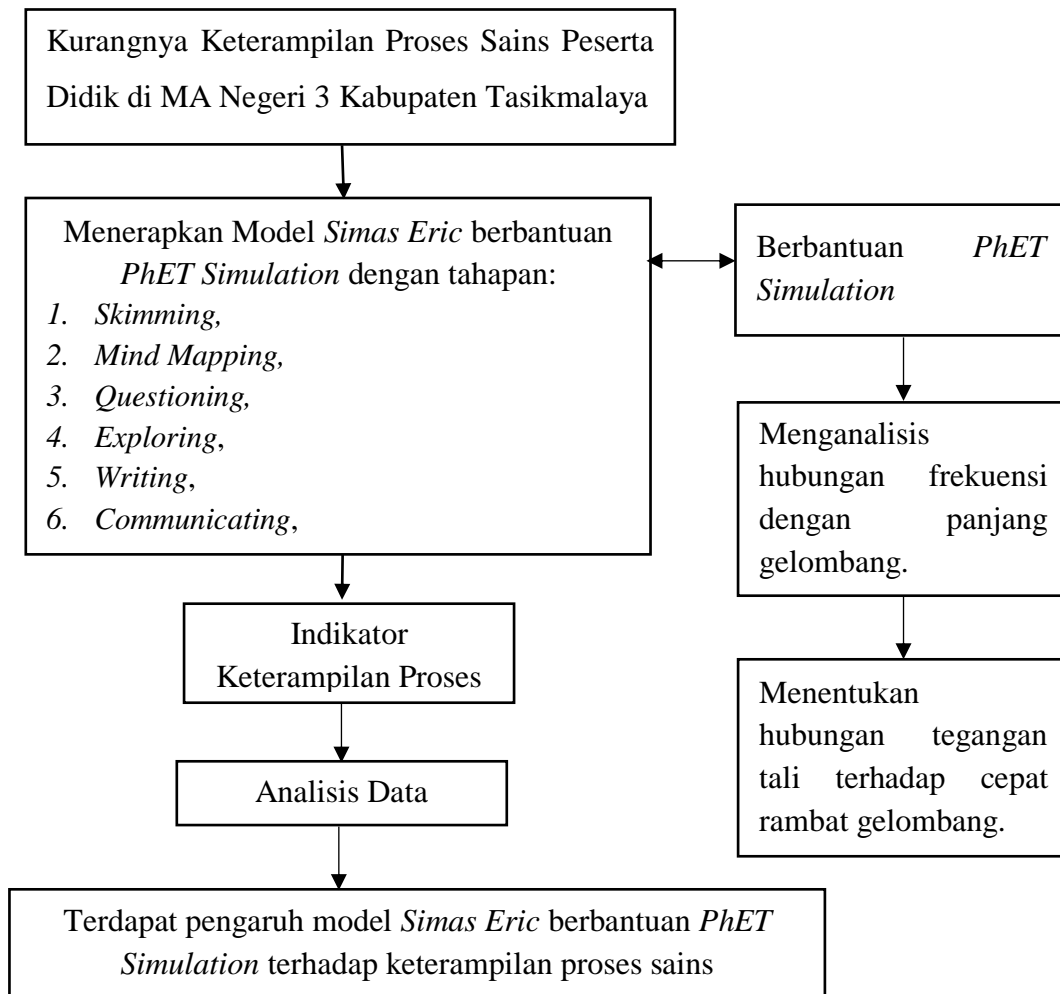 Kurangnya Keterampilan Proses Sains Peserta
Didik di MA Negeri 3 Kabupaten Tasikmalaya
Menerapkan Model Simas Eric berbantuan
PhET Simulation dengan tahapan:
1. Skimming,
2. Mind Mapping,
3. Questioning,
4. Exploring,
5. Writing,
6. Communicating,
Berbantuan PhET
Simulation
Menganalisis
hubungan frekuensi
dengan panjang
gelombang.
Menentukan
hubungan tegangan
tali terhadap cepat
rambat gelombang.
Indikator
Keterampilan Proses
Analisis Data
Terdapat pengaruh model Simas Eric berbantuan PhET
Simulation terhadap keterampilan proses sains